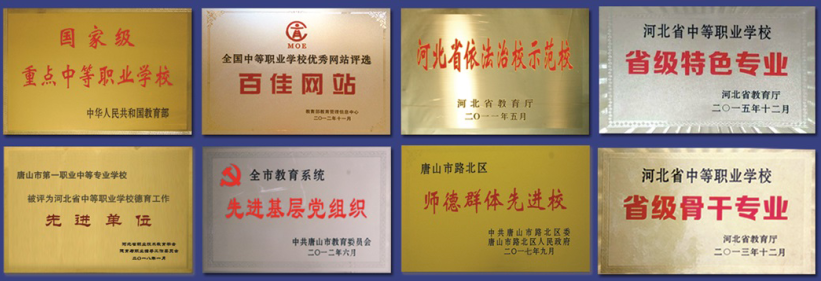 国家级
重点中等职业学校
中华人民共和国教育部
MOE
全国中等职业学校优秀网站评选
百佳网站
二〇一二年十一月
河北省依法治校示范校
河北省教育厅
二〇一一年五月
河北省中等职业学校
省级特色专业
河北省教育厅
二〇一五年十二月
唐山市第一职业中等专业学校
被评为河北省中等职业学校德育工作
先进单位
二〇一八年一月
全市教育系统
先进基层党组织
中共唐山市教育委员会
二〇一二年六月
唐山市路北区
师德群体先进校
中共唐山市路北区委
唐山市路北区人民政府
二〇一七年九月
河北省中等职业学校
省级骨干专业
河北省教育厅
二〇一三年十二月